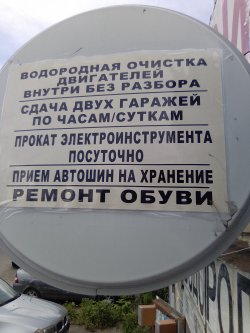 ВОДОРОДНАЯ ОЧИСТКА
ДВИГАТЕЛЕЙ
ВНУТРИ БЕЗ РАЗБОРА
СДАЧА ДВУХ ГАРАЖЕЙ
ПО ЧАСАМ/СУТКАМ
ПРОКАТ ЭЛЕКТРОИНСТРУМЕНТА
ПОСУТОЧНО
ПРИЕМ АВТОШИН НА ХРАНЕНИЕ
РЕМОНТ ОБУВИ